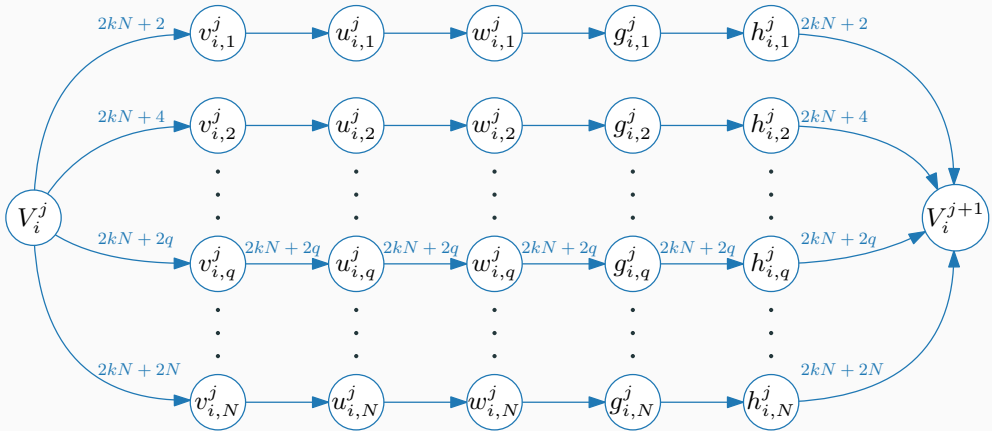 2kN + 2 v^j_{i,1} u^j_{i,1} w^j_{i,1} g^j_{i,1} h^j_{i,1} 2kN + 2
2kN + 4 v^j_{i,2} u^j_{i,2} w^j_{i,2} g^j_{i,2} h^j_{i,2} 2kN + 4
V^j_i V^{j+1}_i
2kN + 2q v^j_{i,q} 2kN + 2q u^j_{i,q} 2kN + 2q w^j_{i,q} 2kN + 2q g^j_{i,q} 2kN + 2q h^j_{i,q} 2kN + 2q
2kN + 2N v^j_{i,N} u^j_{i,N} w^j_{i,N} g^j_{i,N} h^j_{i,N} 2kN + 2N